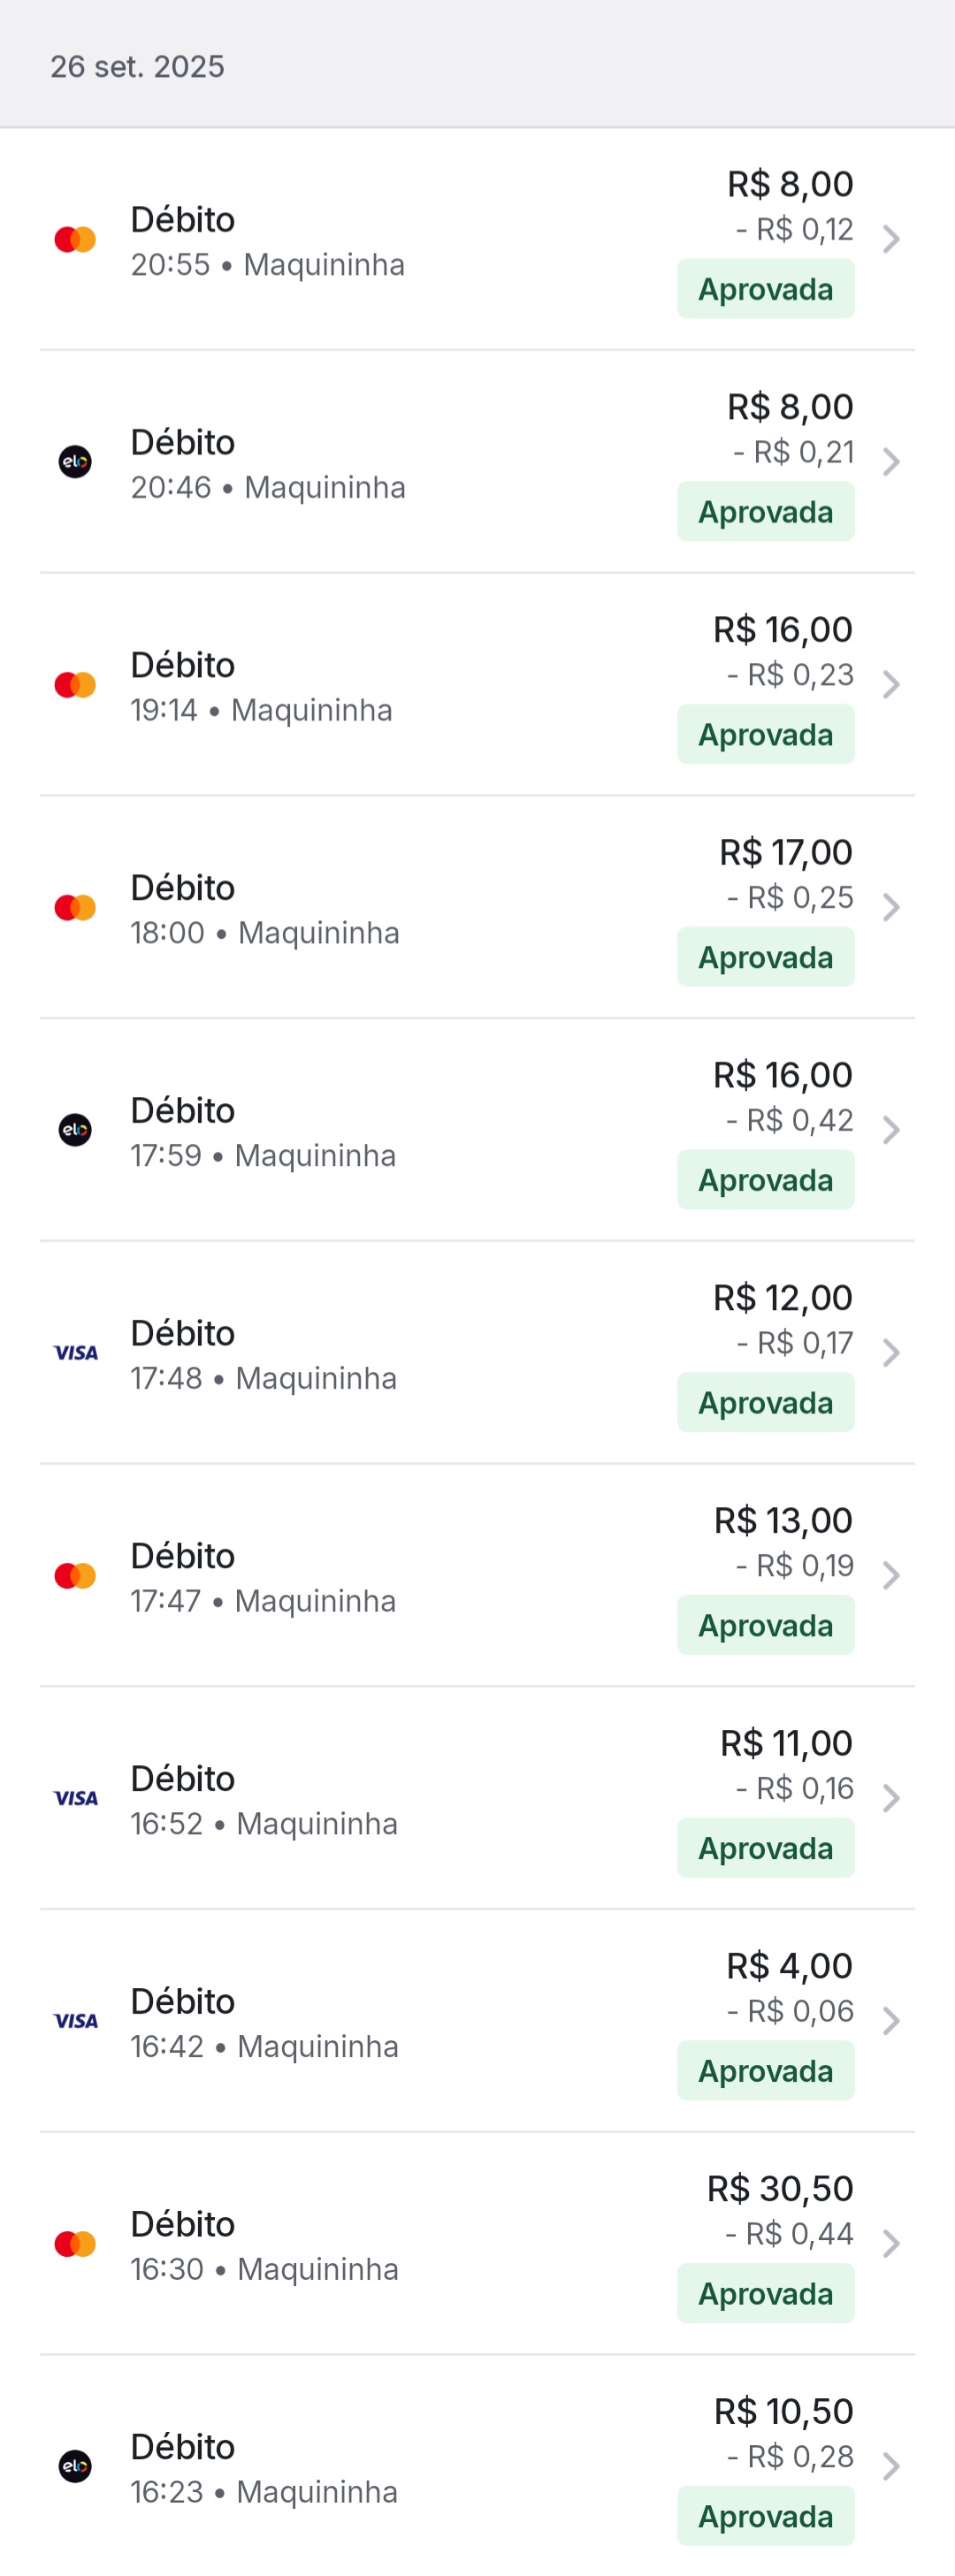 26 set. 2025
Débito
20:55 • Maquininha
R$ 8,00
- R$ 0,12
Aprovada
elo
Débito
20:46 • Maquininha
R$ 8,00
- R$ 0,21
Aprovada
Débito
19:14 • Maquininha
R$ 16,00
- R$ 0,23
Aprovada
Débito
18:00 • Maquininha
R$ 17,00
- R$ 0,25
Aprovada
elo
Débito
17:59 • Maquininha
R$ 16,00
- R$ 0,42
Aprovada
VISA
Débito
17:48 • Maquininha
R$ 12,00
- R$ 0,17
Aprovada
Débito
17:47 • Maquininha
R$ 13,00
- R$ 0,19
Aprovada
VISA
Débito
16:52 • Maquininha
R$ 11,00
- R$ 0,16
Aprovada
VISA
Débito
16:42 • Maquininha
R$ 4,00
- R$ 0,06
Aprovada
Débito
16:30 • Maquininha
R$ 30,50
- R$ 0,44
Aprovada
elo
Débito
16:23 • Maquininha
R$ 10,50
- R$ 0,28
Aprovada